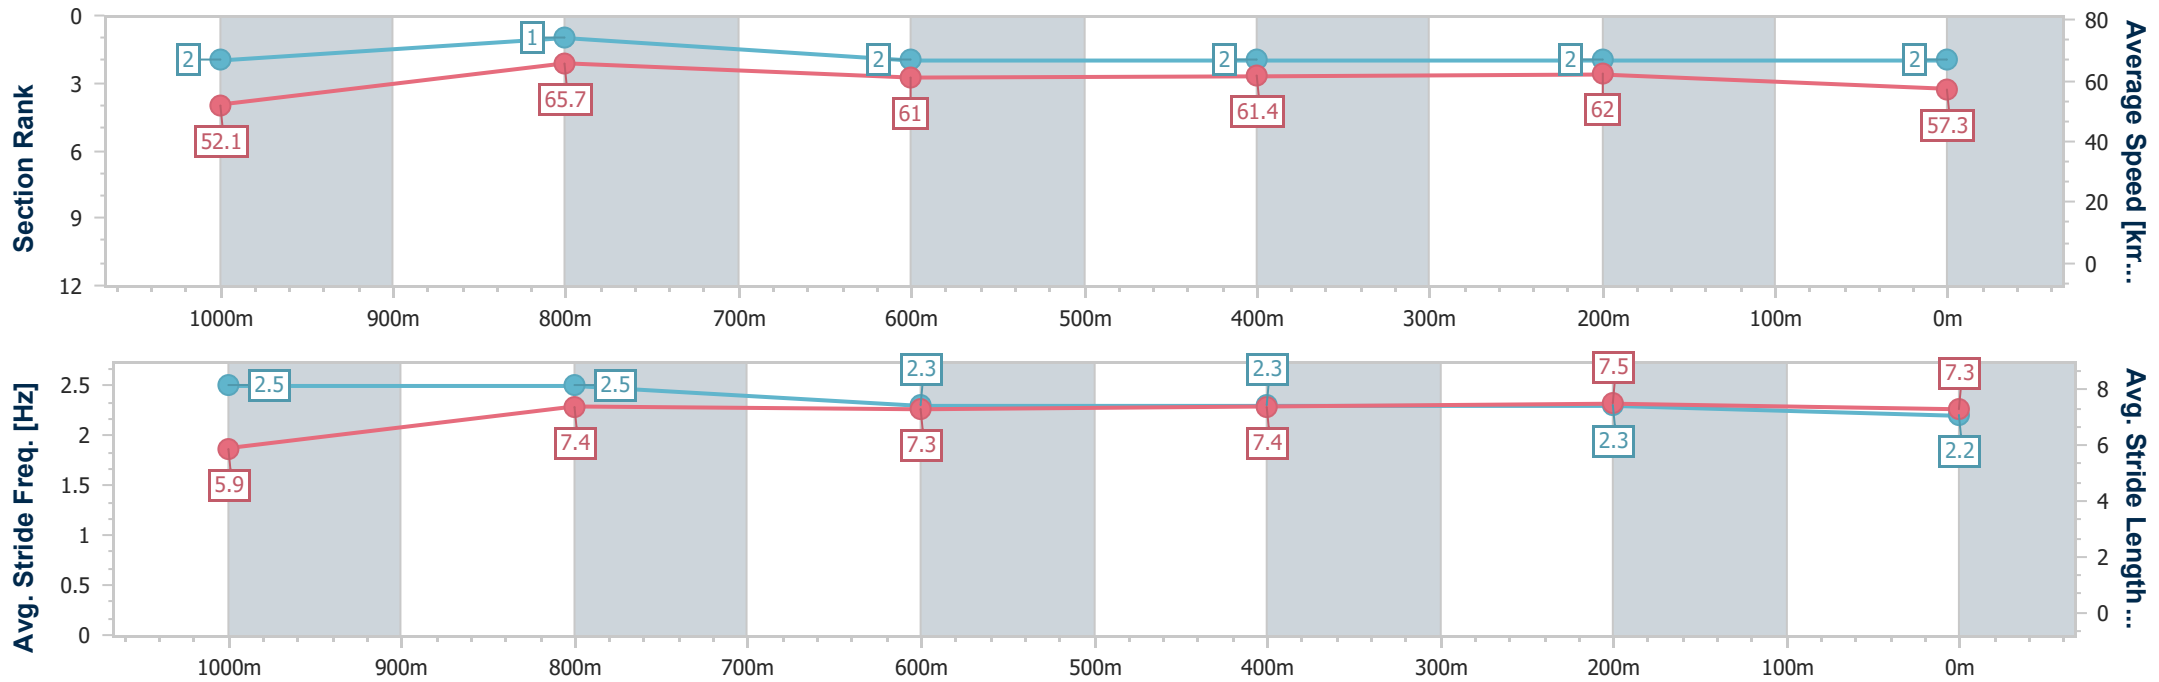 Section Rank
0
3
6
9
12
2
1
2
2
2
2
52.1
65.7
61
61.4
62
57.3
80
60
40
20
0
Average Speed [km...
1000m
900m
800m
700m
600m
500m
400m
300m
200m
100m
0m
Avg. Stride Freq. [Hz]
2.5
2
1.5
1
0.5
0
2.5
2.5
2.3
2.3
2.3
2.2
5.9
7.4
7.3
7.4
7.5
7.3
8
6
4
2
0
Avg. Stride Length ...
1000m
900m
800m
700m
600m
500m
400m
300m
200m
100m
0m